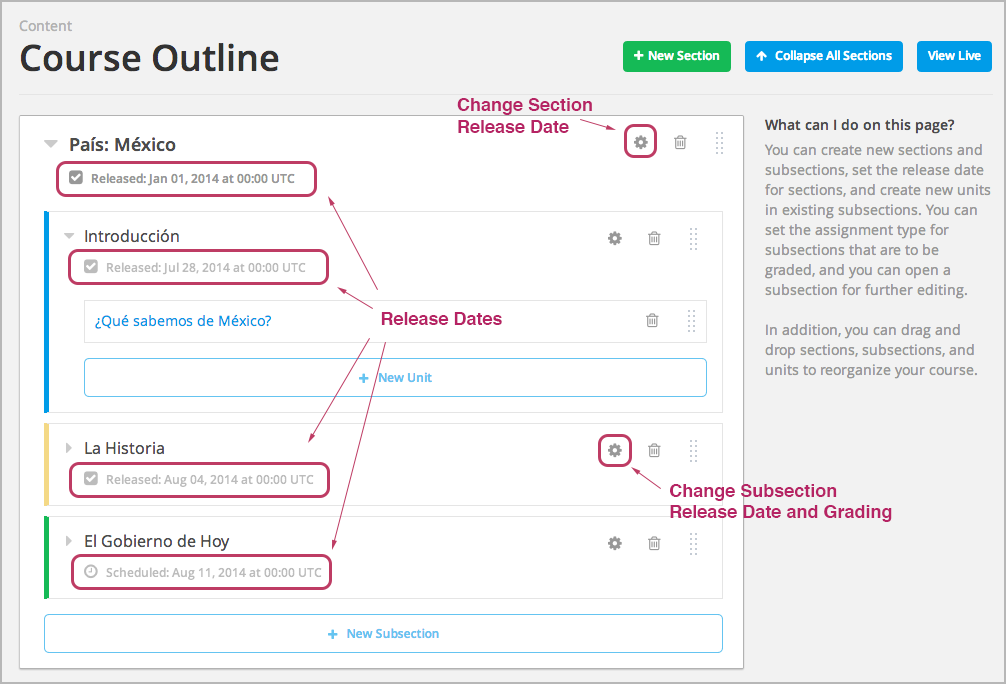 Content
Course Outline
+ New Section
Collapse All Sections
View Live
Change Section
Release Date
País: México
Released: Jan 01, 2014 at 00:00 UTC
Introducción
Released: Jul 28, 2014 at 00:00 UTC
¿Qué sabemos de México?
Release Dates
+ New Unit
La Historia
Released: Aug 04, 2014 at 00:00 UTC
Change Subsection
Release Date and Grading
El Gobierno de Hoy
Scheduled: Aug 11, 2014 at 00:00 UTC
+ New Subsection
What can I do on this page?
You can create new sections and
subsections, set the release date
for sections, and create new units
in existing subsections. You can
set the assignment type for
subsections that are to be
graded, and you can open a
subsection for further editing.
In addition, you can drag and
drop sections, subsections, and
units to reorganize your course.